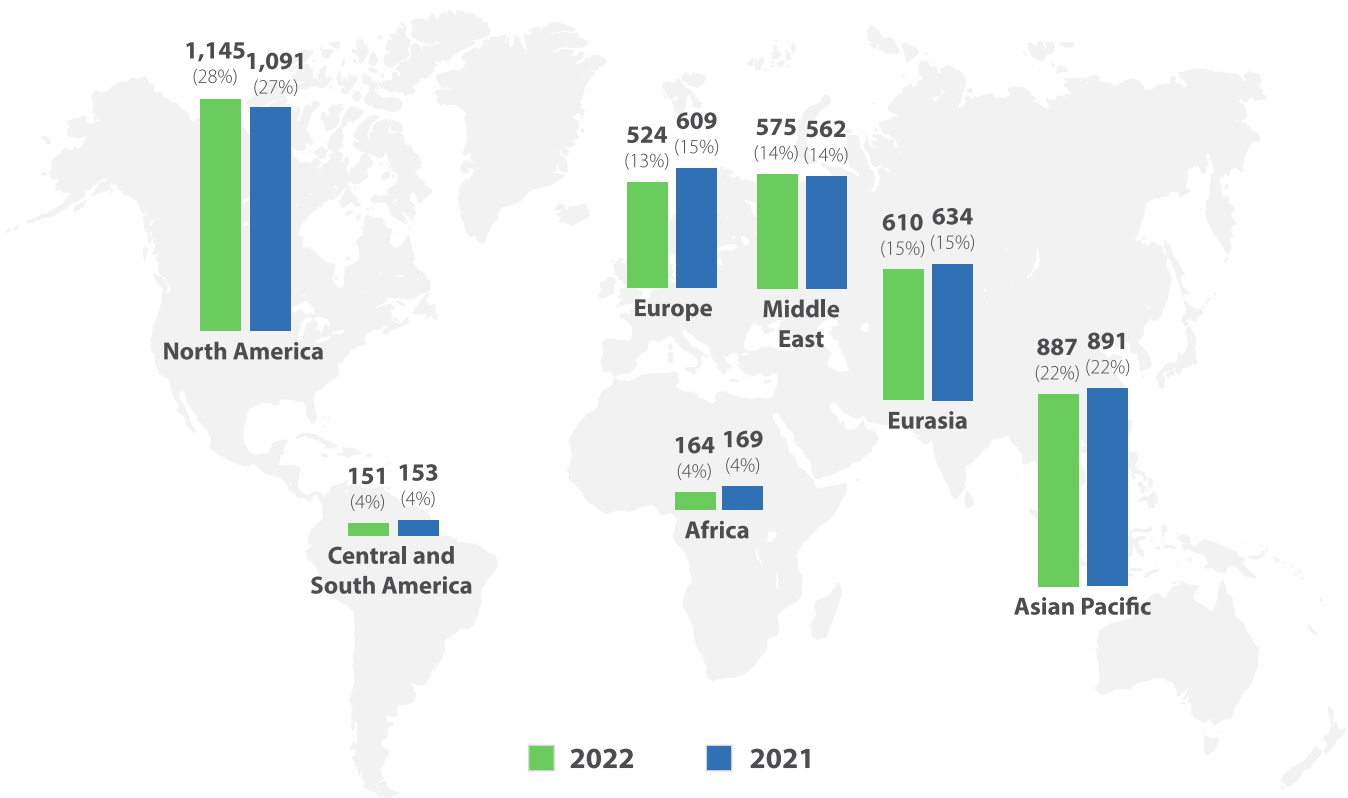 1,145 1,091
(28%) (27%)
North America
524 609
(13%) (15%)
Europe
575 562
(14%) (14%)
Middle
East
610 634
(15%) (15%)
Eurasia
887 891
(22%) (22%)
Asian Pacific
164 169
(4%) (4%)
Africa
151 153
(4%) (4%)
Central and
South America
2022 2021